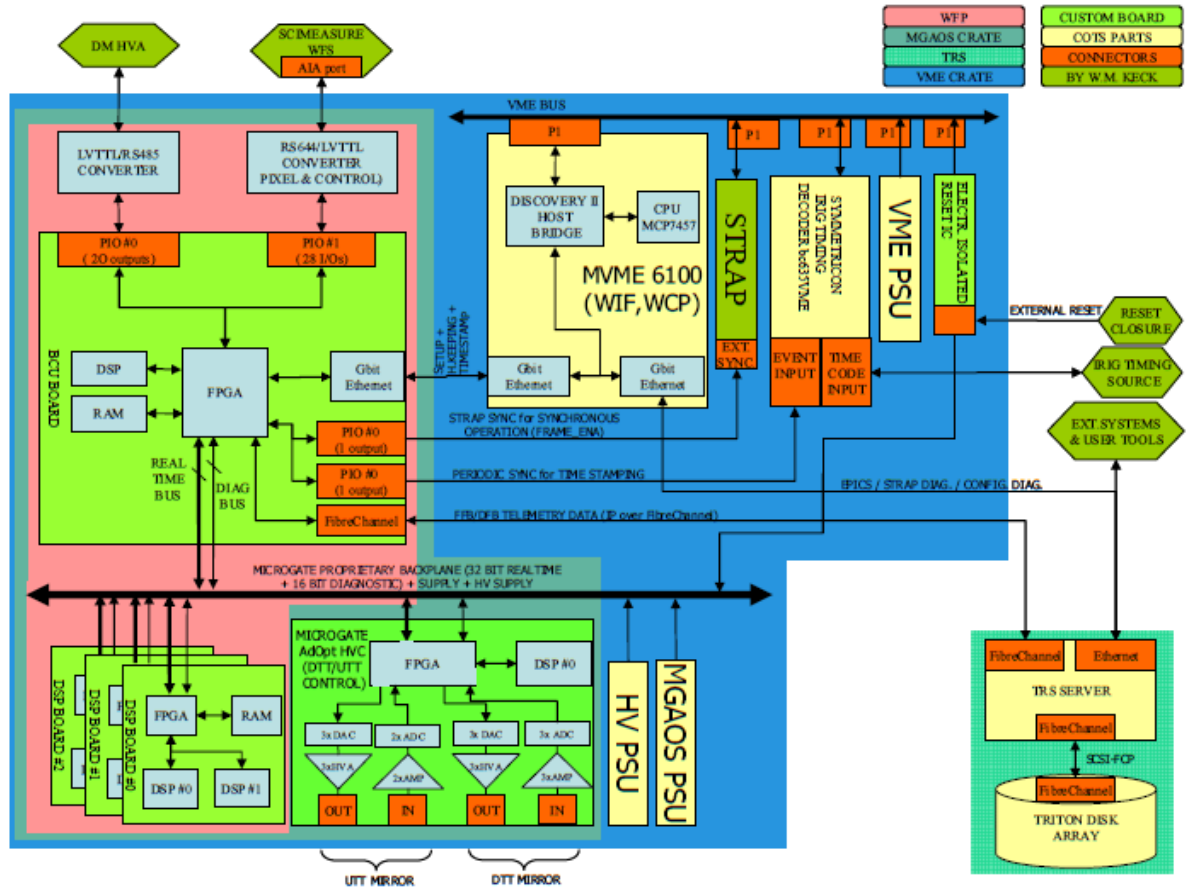 WFP
CUSTOM BOARD
MGAOS CRATE
COTS PARTS
TRS
CONNECTORS
VME CRATE
BY W.M. KECK
DM HVA
SCIMEASURE
WFS
AIA port
VME BUS
P1
P1
P1
P1
P1
LVTTL/RS485
CONVERTER
RS644/LVTTL
CONVERTER
PIXEL & CONTROL)
DISCOVERY II
HOST
BRIDGE
CPU
MCP7457
MVME 6100
(WIF,WCP)
Gbit
Ethernet
Gbit
Ethernet
STRAP
EXT.
SYNC
SYMMETRICON
IRIG TIMING
DECODER bc635VME
EVENT
INPUT
TIME
CODE
INPUT
VME PSU
ELECTR. ISOLATED
RESET IC
EXTERNAL RESET
RESET
CLOSURE
IRIG TIMING
SOURCE
EXT.SYSTEMS
& USER TOOLS
PIO #0
( 20 outputs)
PIO #1
( 28 I/Os)
BCU BOARD
DSP
RAM
FPGA
Gbit
Ethernet
SETUP +
H.KEEPING +
TIMESTAMp
PIO #0
(1 output)
PIO #0
(1 output)
FibreChannel
REAL
TIME
BUS
DIAG
BUS
STRAP SYNC for SYNCHRONOUS
OPERATION (FRAME_ENA)
PERIODIC SYNC for TIME STAMPING
EPICS / STRAP DIAG. / CONFIG. DIAG.
FFB/DFB TELEMETRY DATA (IP over FibreChannel)
MICROGATE PROPRIETARY BACKPLANE (32 BIT REALTIME
+ 16 BIT DIAGNOSTIC) + SUPPLY + HV SUPPLY
DSP BOARD #2
DSP BOARD #1
DSP BOARD #0
FPGA
RAM
DSP #0
DSP #1
MICROGATE
AdOpt HVC
(DTT/UTT
CONTROL)
FPGA
DSP #0
3x DAC
2x ADC
3x DAC
3x ADC
3xHVA
2xAMP
3xHVA
3xAMP
OUT
IN
OUT
IN
HV PSU
MGAOS PSU
UTT MIRROR
DTT MIRROR
FibreChannel
Ethernet
TRS SERVER
FibreChannel
SCSI-FCP
FibreChannel
TRITON DISK
ARRAY